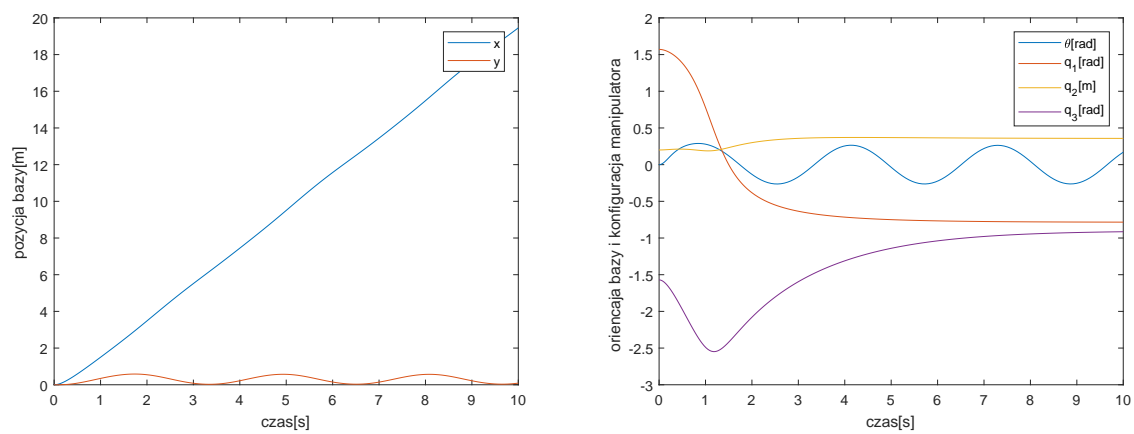 pozycja bazy[m]
20
18
16
14
12
10
8
6
4
2
0
0 1 2 3 4 5 6 7 8 9 10
czas[s]
x
y
oriencaja bazy i konfiguracja manipulatora
2
1.5
1
0.5
0
-0.5
-1
-1.5
-2
-2.5
-3
0 1 2 3 4 5 6 7 8 9 10
czas[s]
θ[rad]
q₁[rad]
q₂[m]
q₃[rad]